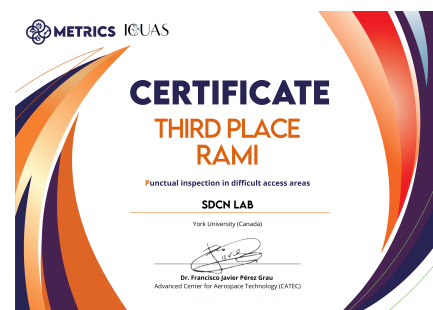 METRICS ICUAS
CERTIFICATE
THIRD PLACE
RAMI
Punctual inspection in difficult access areas
SDCN LAB
York University (Canada)
Dr. Francisco Javier Pérez Grau
Advanced Center for Aerospace Technology (CATEC)